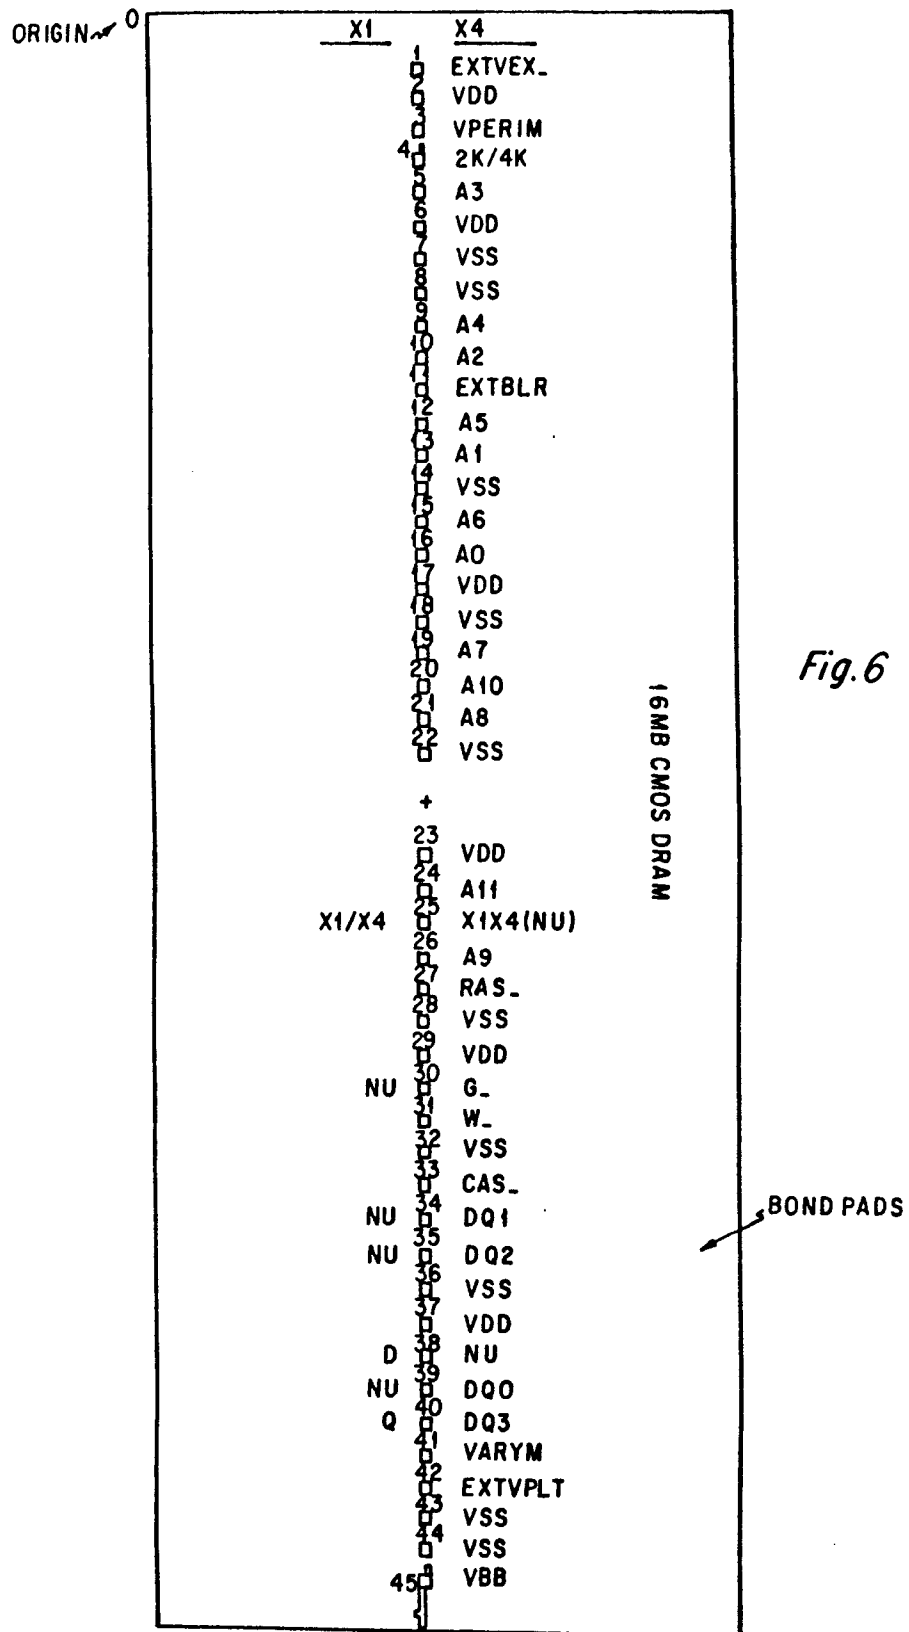 ORIGIN 0
X1 X4
1 EXTVEX_
2 VDD
3 VPERIM
4 2K/4K
5 A3
6 VDD
7 VSS
8 VSS
9 A4
10 A2
11 EXTBLR
12 A5
13 A1
14 VSS
15 A6
16 A0
17 VDD
18 VSS
19 A7
20 A10
21 A8
22 VSS
+
23 VDD
24 A11
X1/X4 25 X1X4(NU)
26 A9
27 RAS_
28 VSS
29 VDD
NU 30 G_
31 W_
32 VSS
33 CAS_
NU 34 DQ1
NU 35 DQ2
36 VSS
37 VDD
D 38 NU
NU 39 DQ0
Q 40 DQ3
41 VARYM
42 EXTVPLT
43 VSS
44 VSS
45 VBB
16MB CMOS DRAM
Fig.6
BOND PADS